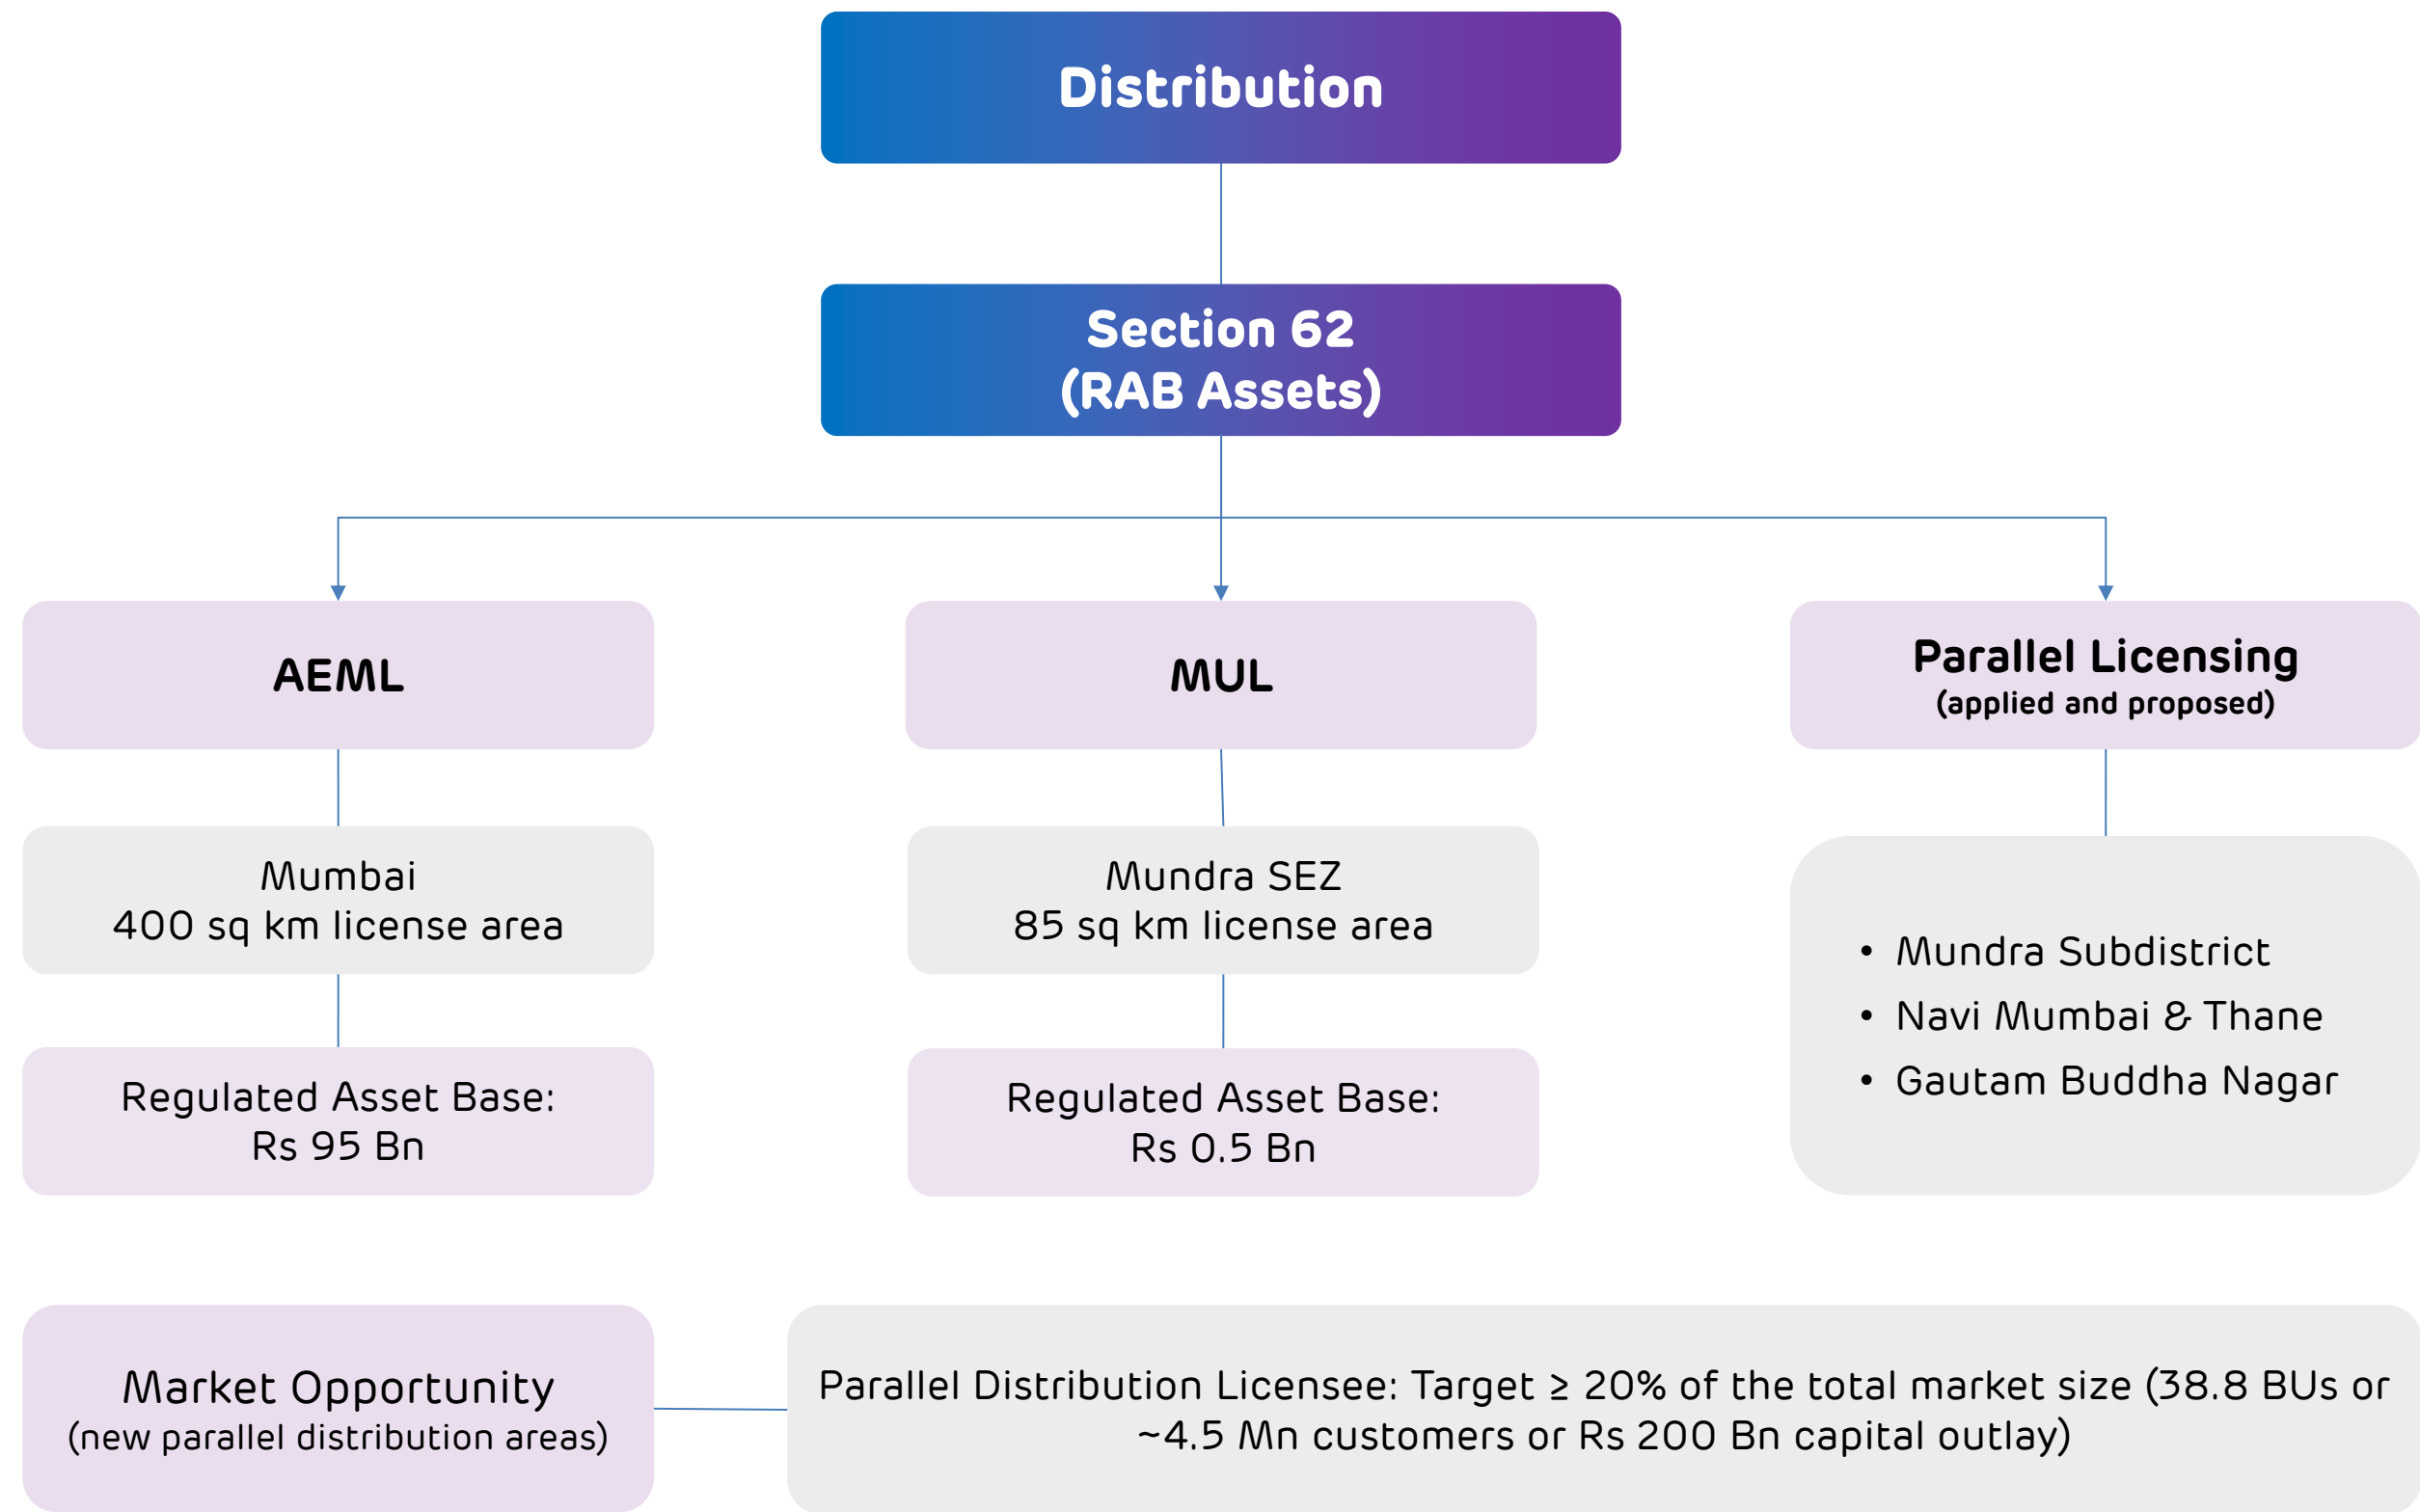 Distribution
Section 62
(RAB Assets)
AEML
MUL
Parallel Licensing
(applied and proposed)
Mumbai
400 sq km license area
Mundra SEZ
85 sq km license area
• Mundra Subdistrict
• Navi Mumbai & Thane
• Gautam Buddha Nagar
Regulated Asset Base:
Rs 95 Bn
Regulated Asset Base:
Rs 0.5 Bn
Market Opportunity
(new parallel distribution areas)
Parallel Distribution Licensee: Target ≥ 20% of the total market size (38.8 BUs or
~4.5 Mn customers or Rs 200 Bn capital outlay)